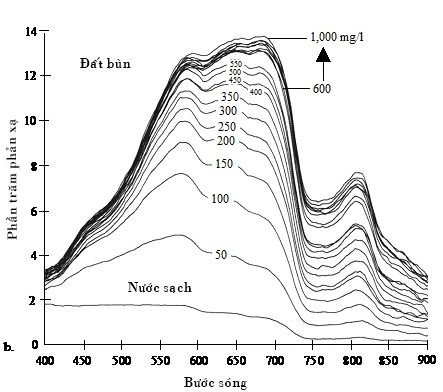 14
1,000 mg/l
Đất bùn
12
550
500
450
400
600
350
10
300
250
200
8
150
Phần trăm phản xạ
6
100
4
50
Nước sạch
2
b.
0
400 450 500 550 600 650 700 750 800 850 900
Bước sóng